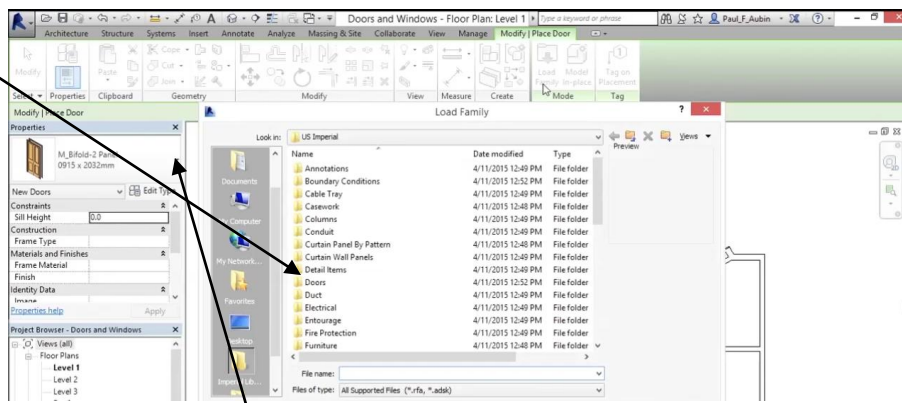 Doors and Windows - Floor Plan: Level 1
Type a keyword or phrase
Paul_F_Aubin
Architecture Structure Systems Insert Annotate Analyze Massing & Site Collaborate View Manage Modify | Place Door
Modify Paste Cope Cut Join Load Family Model In-place Tag on Placement
Select Properties Clipboard Geometry Modify View Measure Create Mode Tag
Modify | Place Door
Load Family
Properties
Look in: US Imperial Views
Preview
M_Bifold-2 Panel
0915 x 2032mm
New Doors Edit Type
Constraints
Sill Height 0.0
Construction
Frame Type
Materials and Finishes
Frame Material
Finish
Identity Data
Image
Properties help Apply
Project Browser - Doors and Windows
Views (all)
Floor Plans
Level 1
Level 2
Level 3
Documents
My Computer
My Network...
Favorites
Desktop
Imperial Lib...
Name Date modified Type
Annotations 4/11/2015 12:49 PM File folder
Boundary Conditions 4/11/2015 12:52 PM File folder
Cable Tray 4/11/2015 12:49 PM File folder
Casework 4/11/2015 12:48 PM File folder
Columns 4/11/2015 12:49 PM File folder
Conduit 4/11/2015 12:49 PM File folder
Curtain Panel By Pattern 4/11/2015 12:48 PM File folder
Curtain Wall Panels 4/11/2015 12:49 PM File folder
Detail Items 4/11/2015 12:49 PM File folder
Doors 4/11/2015 12:52 PM File folder
Duct 4/11/2015 12:49 PM File folder
Electrical 4/11/2015 12:49 PM File folder
Entourage 4/11/2015 12:49 PM File folder
Fire Protection 4/11/2015 12:49 PM File folder
Furniture 4/11/2015 12:48 PM File folder
File name:
Files of type: All Supported Files (*.rfa, *.adsk)